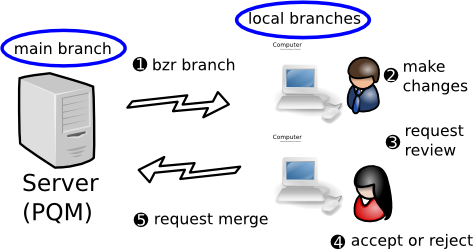 local branches
main branch
Computer
❶ bzr branch
❷ make
changes
❸ request
review
Computer
Server
(PQM)
❺ request merge
❹ accept or reject